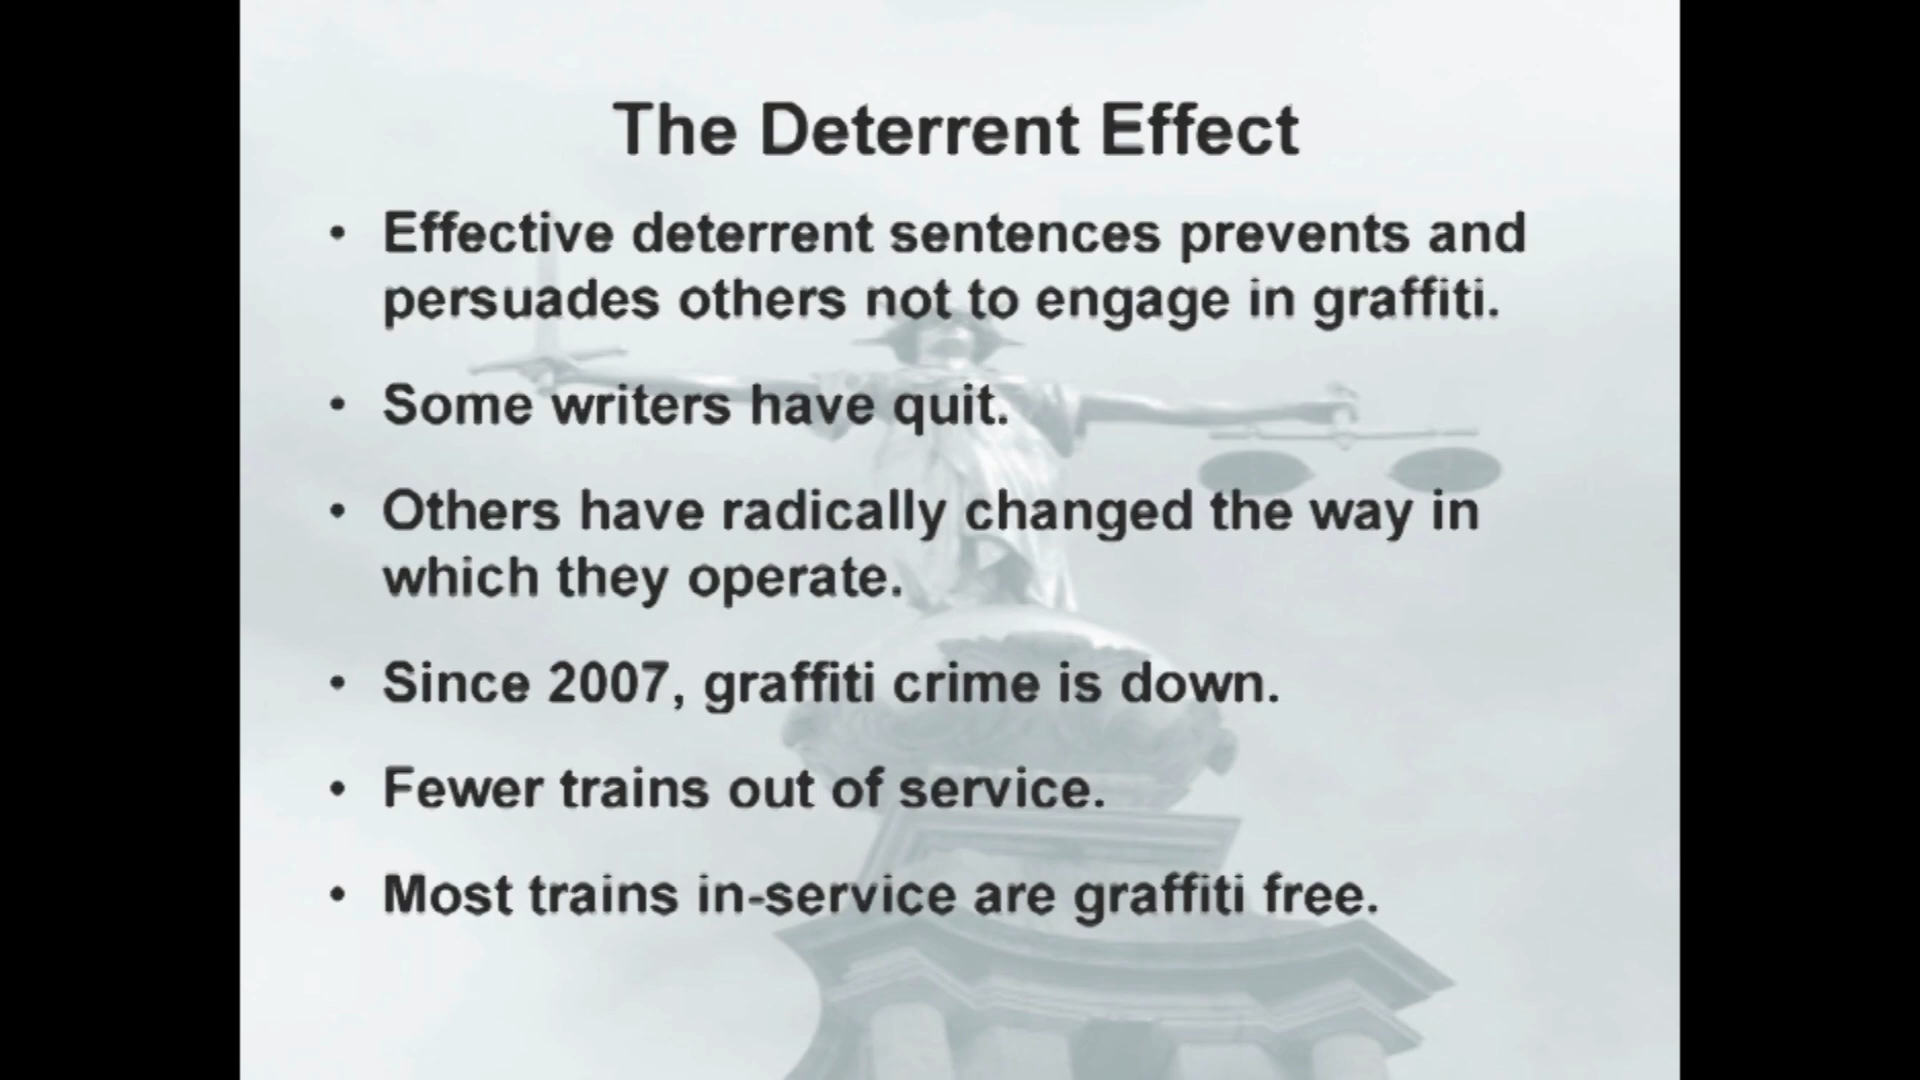 The Deterrent Effect
• Effective deterrent sentences prevents and
persuades others not to engage in graffiti.
• Some writers have quit.
• Others have radically changed the way in
which they operate.
• Since 2007, graffiti crime is down.
• Fewer trains out of service.
• Most trains in-service are graffiti free.